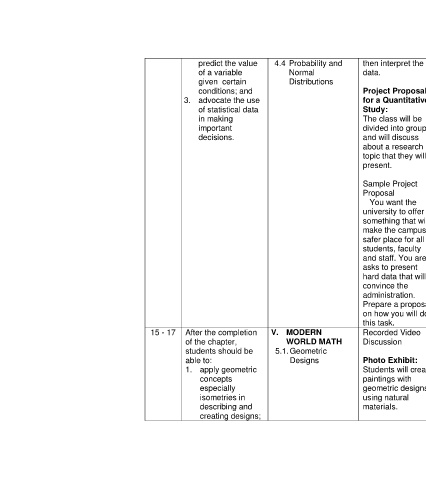 predict the value
of a variable
given certain
conditions; and
3. advocate the use
of statistical data
in making
important
decisions.
4.4 Probability and
Normal
Distributions
then interpret the
data.
Project Proposal
for a Quantitative
Study:
The class will be
divided into group
and will discuss
about a research
topic that they will
present.
Sample Project
Proposal
You want the
university to offer
something that wi
make the campus
safer place for all
students, faculty
and staff. You are
asks to present
hard data that will
convince the
administration.
Prepare a propos
on how you will do
this task.
15 - 17
After the completion
of the chapter,
students should be
able to:
1. apply geometric
concepts
especially
isometries in
describing and
creating designs;
V. MODERN
WORLD MATH
5.1. Geometric
Designs
Recorded Video
Discussion
Photo Exhibit:
Students will crea
paintings with
geometric designs
using natural
materials.